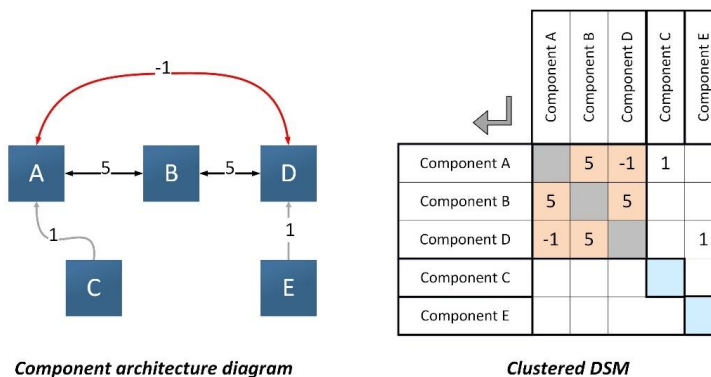 -1
A
5
B
5
D
1
1
C
E
Component architecture diagram
Component A
Component B
Component D
Component C
Component E
Component A 5 -1 1
Component B 5 5
Component D -1 5 1
Component C
Component E
Clustered DSM